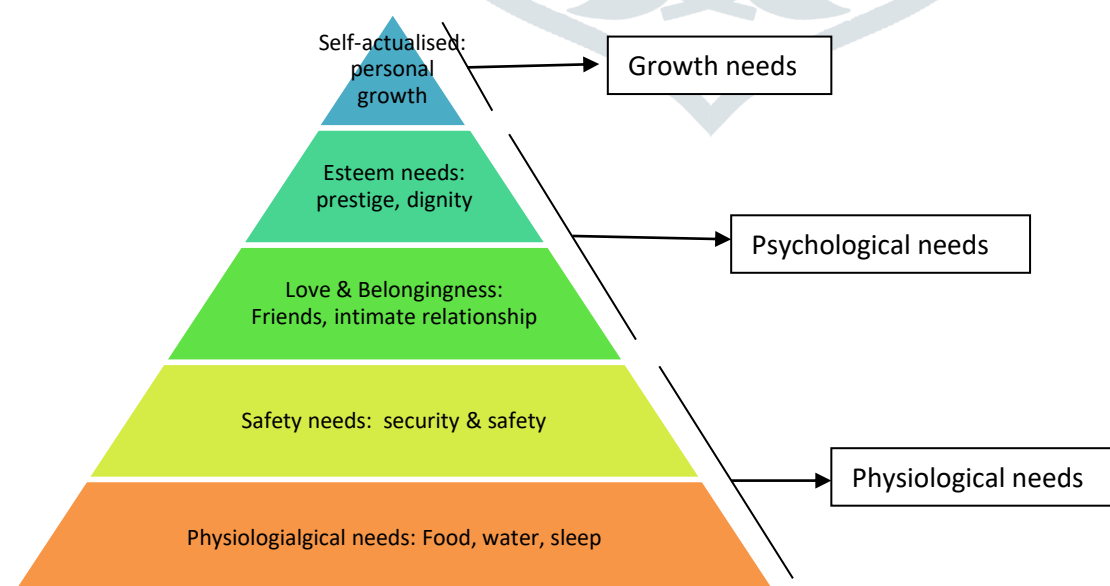 Self-actualised:
personal
growth
Growth needs
Esteem needs:
prestige, dignity
Psychological needs
Love & Belongingness:
Friends, intimate relationship
Safety needs:  security & safety
Physiological needs
Physiologialgical needs: Food, water, sleep